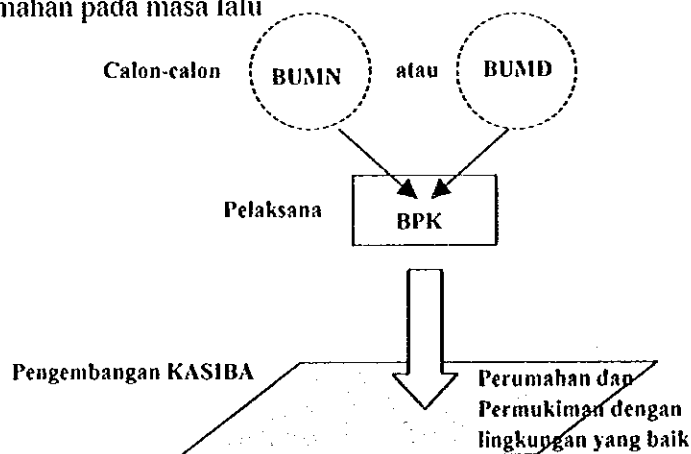 mahan pada masa lalu
Calon-calon BUMN atau BUMD
Pelaksana BPK
Pengembangan KASIBA
Perumahan dan
Permukiman dengan
lingkungan yang baik